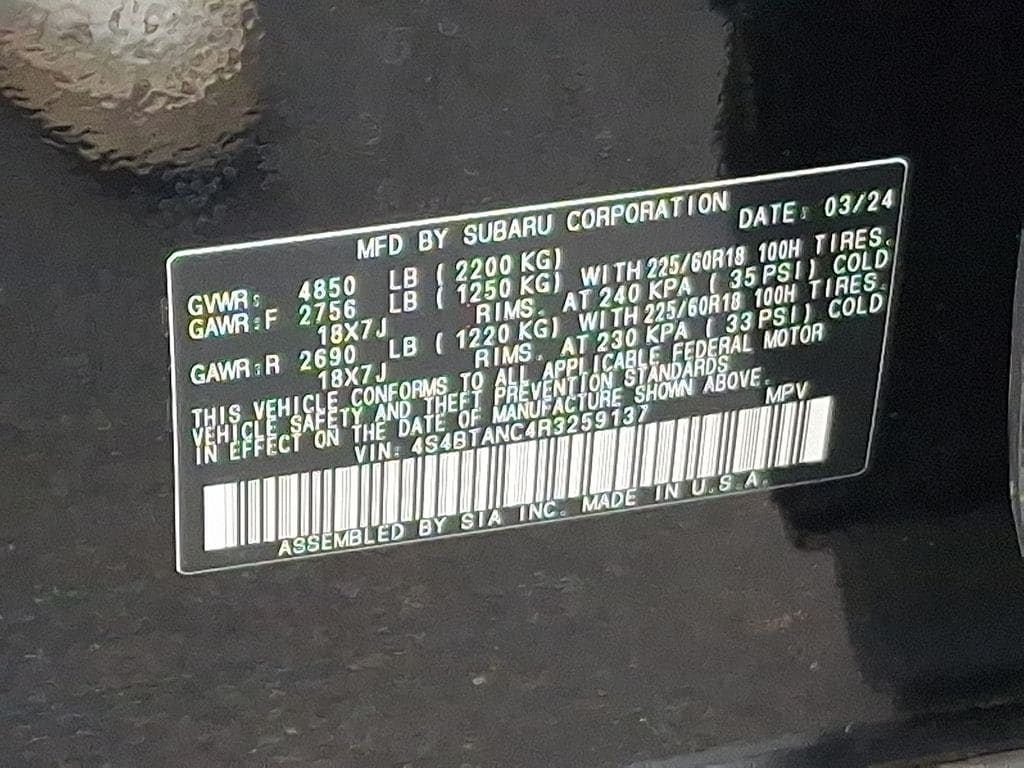 MFD BY SUBARU CORPORATION DATE: 03/24
GVWR: 4850 LB ( 2200 KG)
GAWR:F 2756 LB ( 1250 KG) WITH 225/60R18 100H TIRES.
18X7J RIMS. AT 240 KPA ( 35 PSI) COLD
GAWR:R 2690 LB ( 1220 KG) WITH 225/60R18 100H TIRES.
18X7J RIMS. AT 230 KPA ( 33 PSI) COLD
THIS VEHICLE CONFORMS TO ALL APPLICABLE FEDERAL MOTOR
VEHICLE SAFETY AND THEFT PREVENTION STANDARDS
IN EFFECT ON THE DATE OF MANUFACTURE SHOWN ABOVE.
VIN: 4S4BTANC4R3259137 MPV
ASSEMBLED BY SIA INC. MADE IN U.S.A.